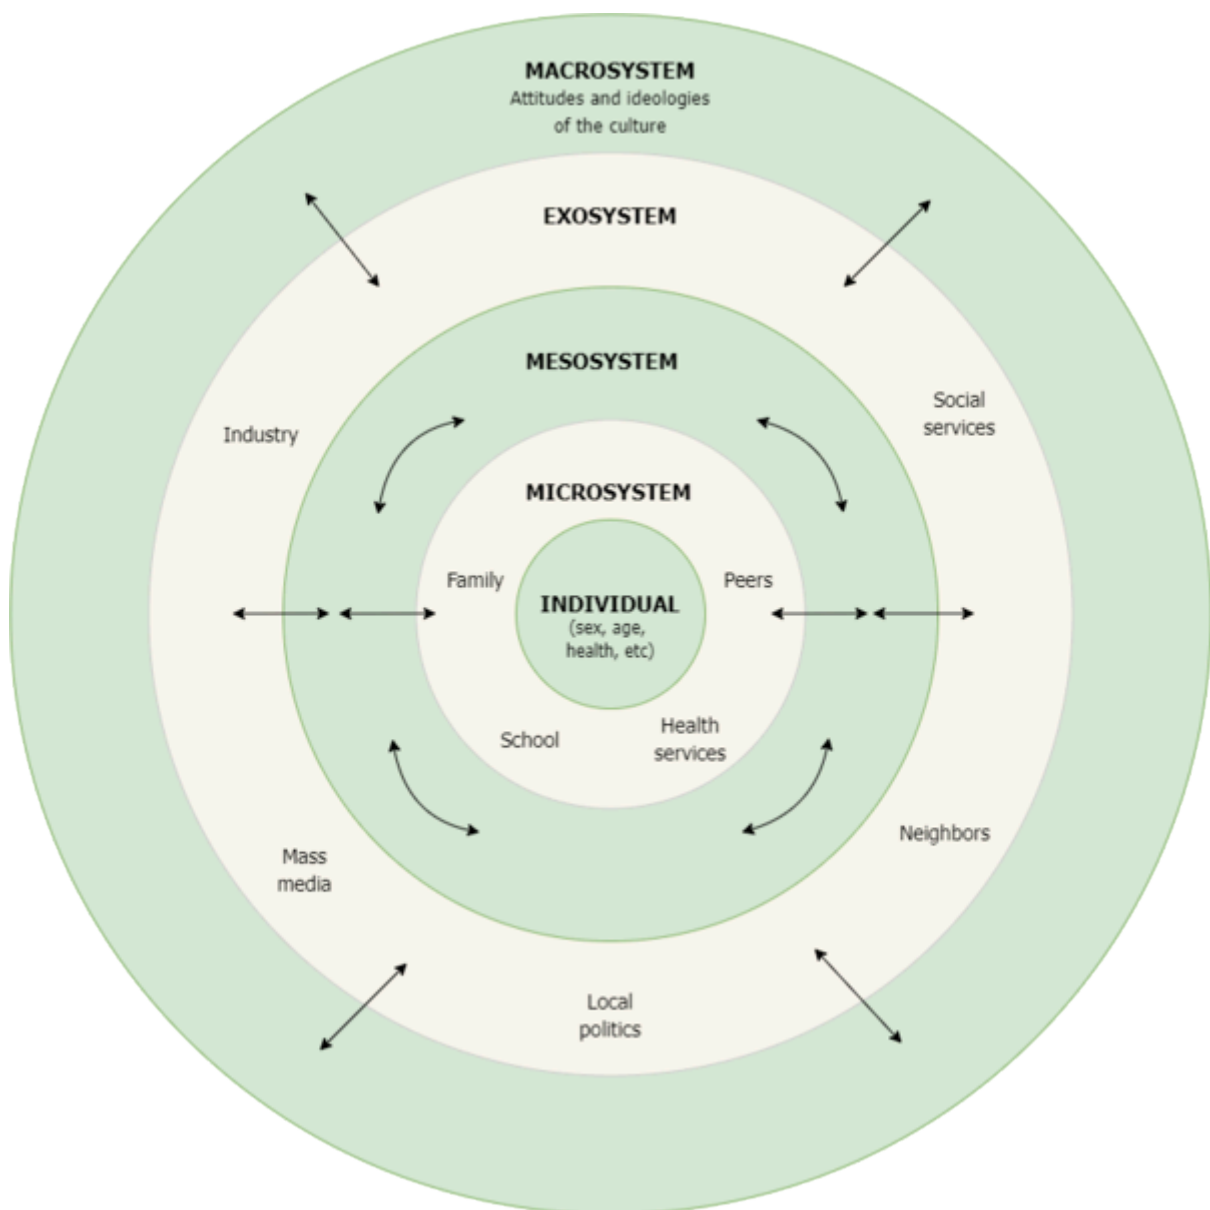 MACROSYSTEM
Attitudes and ideologies
of the culture
EXOSYSTEM
MESOSYSTEM
Social
services
Industry
MICROSYSTEM
Family
Peers
INDIVIDUAL
(sex, age,
health, etc)
School
Health
services
Neighbors
Mass
media
Local
politics